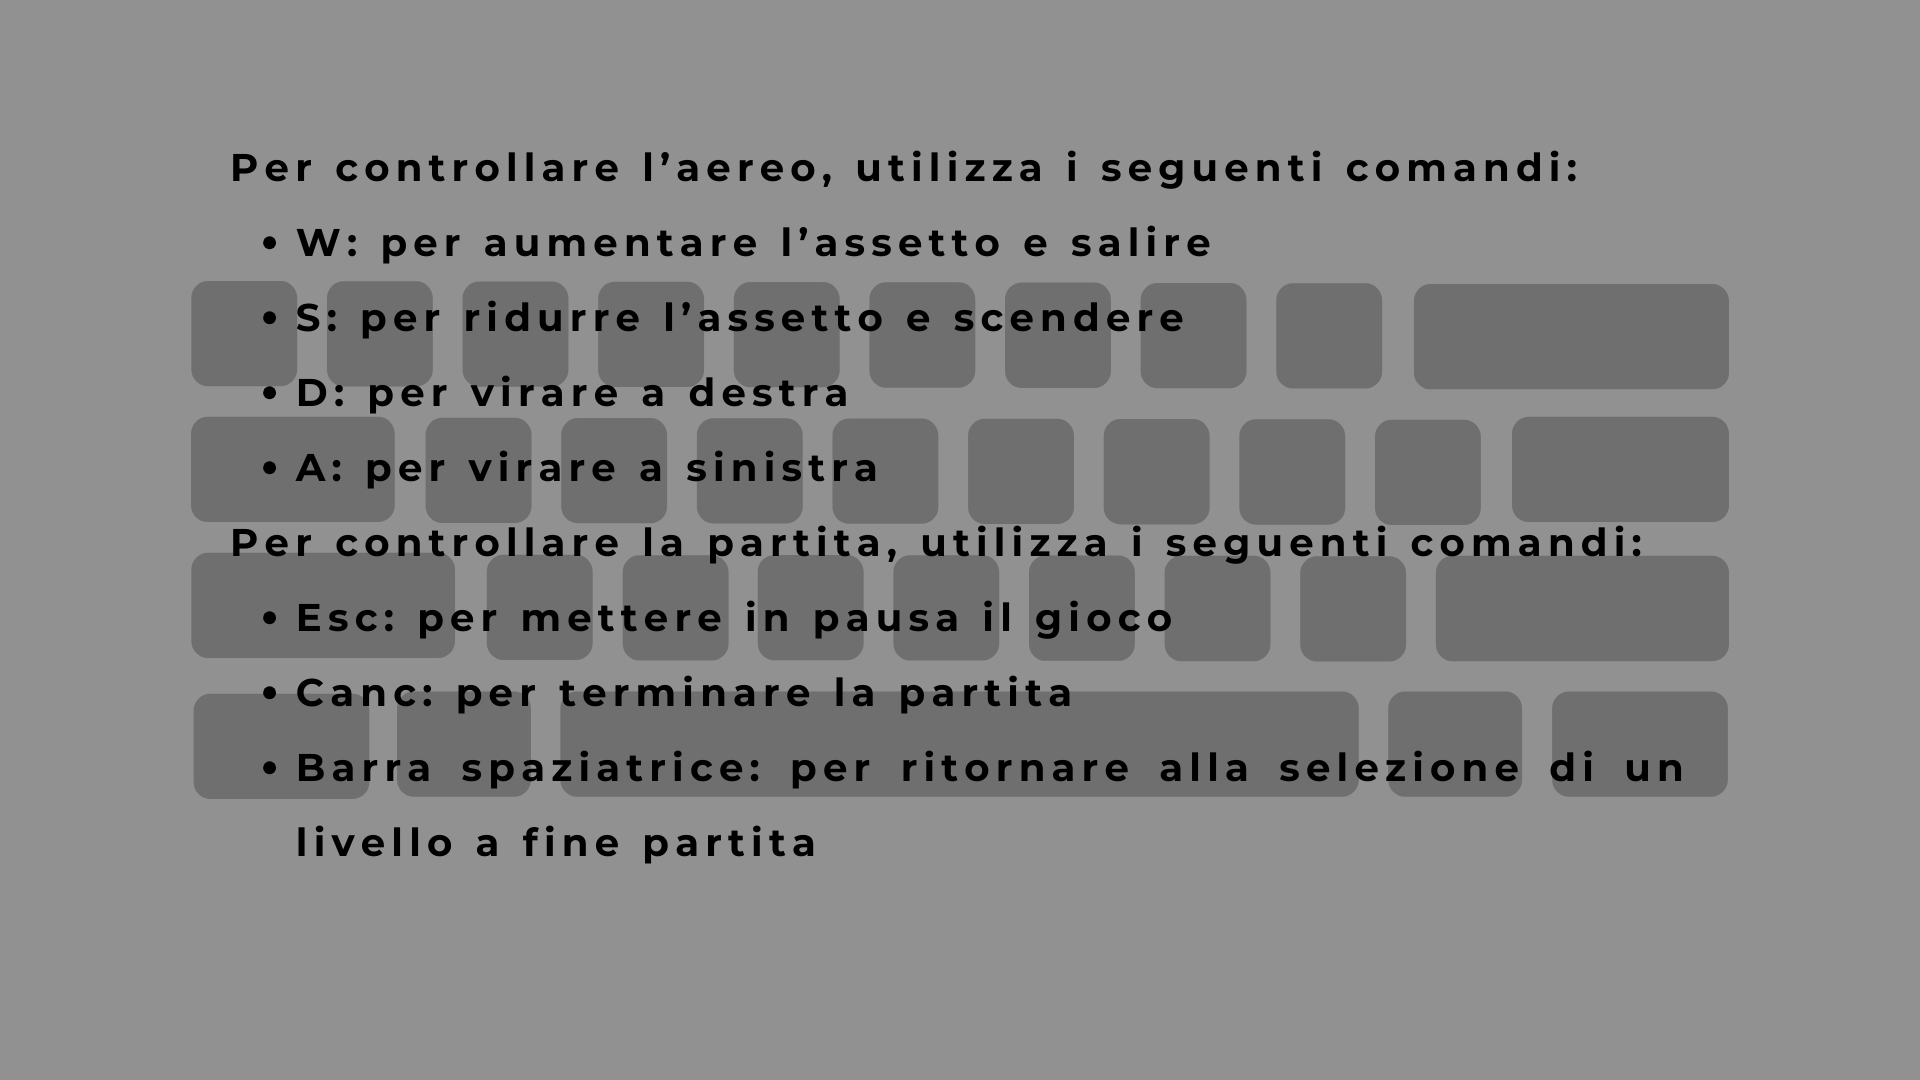 Per controllare l’aereo, utilizza i seguenti comandi:
• W: per aumentare l’assetto e salire
• S: per ridurre l’assetto e scendere
• D: per virare a destra
• A: per virare a sinistra
Per controllare la partita, utilizza i seguenti comandi:
• Esc: per mettere in pausa il gioco
• Canc: per terminare la partita
• Barra spaziatrice: per ritornare alla selezione di un
livello a fine partita